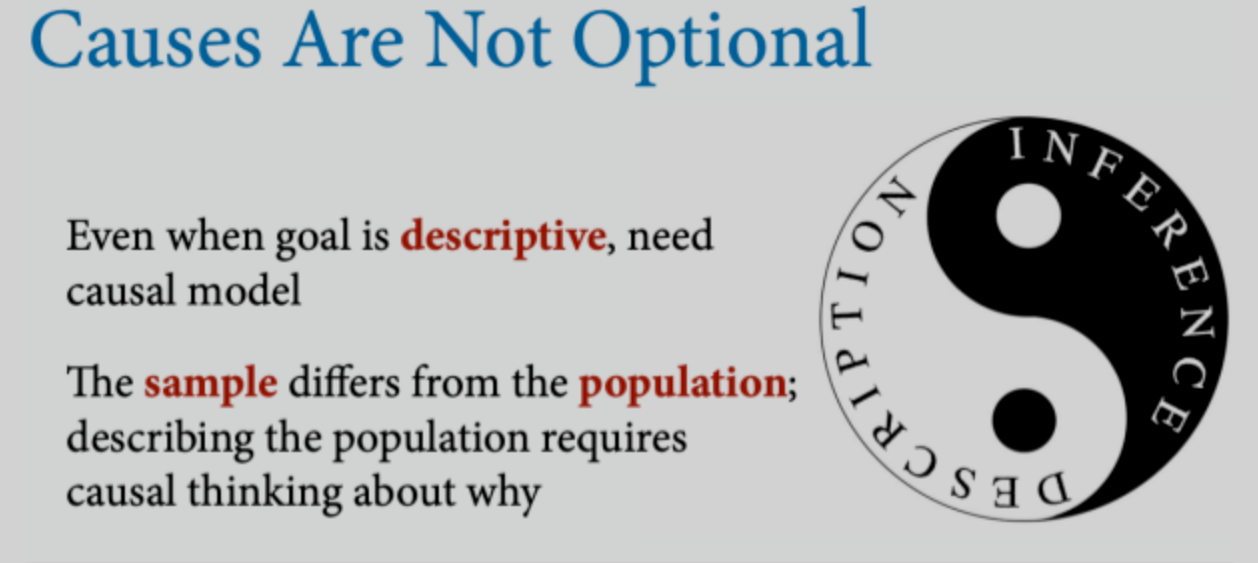 Causes Are Not Optional
Even when goal is descriptive, need
causal model
The sample differs from the population;
describing the population requires
causal thinking about why
INFERENCE
DESCRIPTION